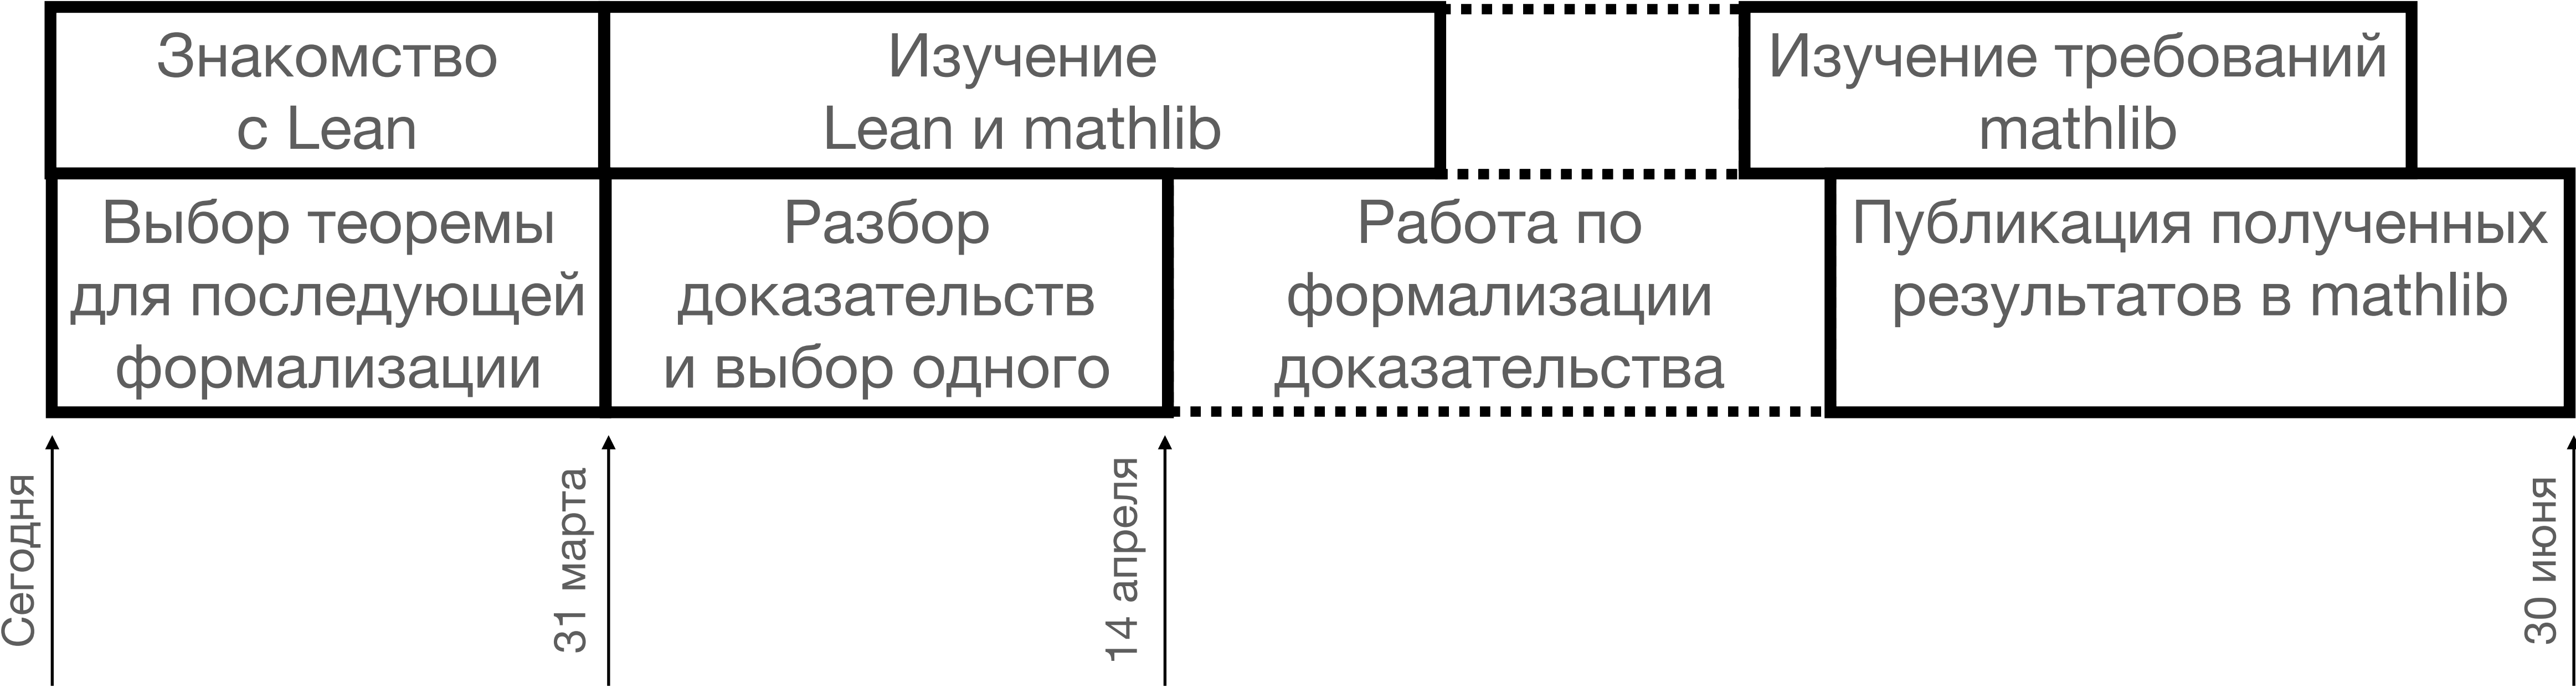 Знакомство
с Lean
Изучение
Lean и mathlib
Изучение требований
mathlib
Выбор теоремы
для последующей
формализации
Разбор
доказательств
и выбор одного
Работа по
формализации
доказательства
Публикация полученных
результатов в mathlib
Сегодня
31 марта
14 апреля
30 июня